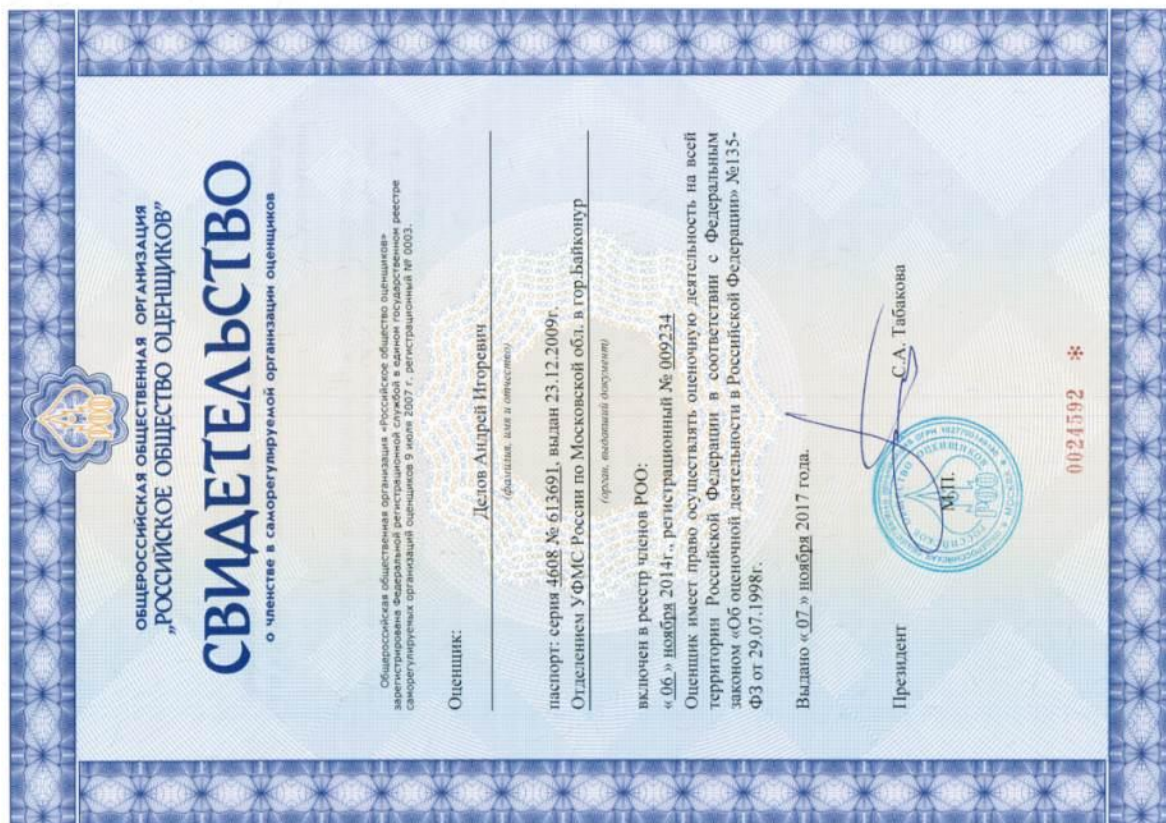 РОО
ОБЩЕРОССИЙСКАЯ ОБЩЕСТВЕННАЯ ОРГАНИЗАЦИЯ
„РОССИЙСКОЕ ОБЩЕСТВО ОЦЕНЩИКОВ”
СВИДЕТЕЛЬСТВО
о членстве в саморегулируемой организации оценщиков
Общероссийская общественная организация «Российское общество оценщиков»
зарегистрирована Федеральной регистрационной службой в едином государственном реестре
саморегулируемых организаций оценщиков 9 июля 2007 г. регистрационный № 0003.
Оценщик:
Делов Андрей Игоревич
(фамилия, имя и отчество)
паспорт: серия 4608 № 613691, выдан 23.12.2009г.
Отделением УФМС России по Московской обл. в гор.Байконур
(орган, выдавший документ)
включен в реестр членов РОО:
« 06 » ноября 2014г., регистрационный № 009234
Оценщик имеет право осуществлять оценочную деятельность на всей
территории Российской Федерации в соответствии с Федеральным
законом «Об оценочной деятельности в Российской Федерации» №135-
ФЗ от 29.07.1998г.
Выдано « 07 » ноября 2017 года.
Президент С.А. Табакова
М.П.
РОО
0024592 *